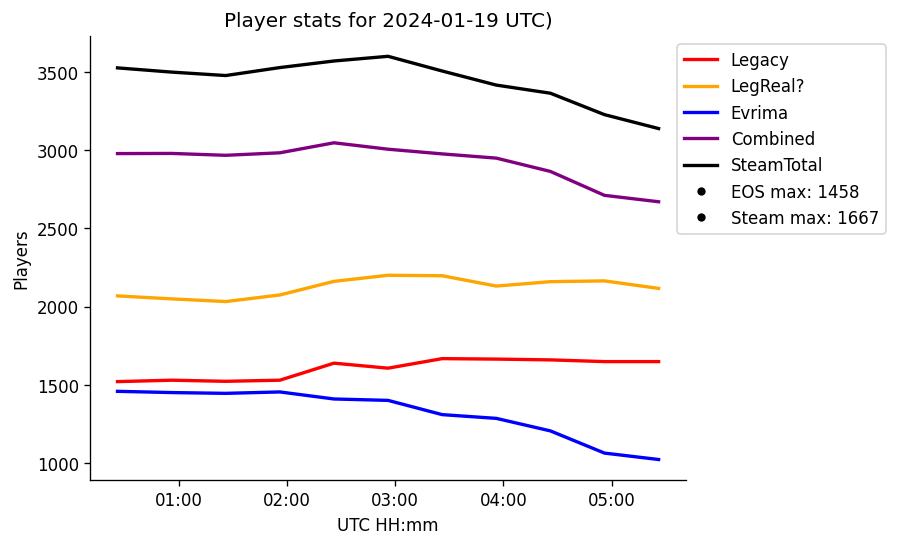 Player stats for 2024-01-19 UTC)
Players
3500
3000
2500
2000
1500
1000
01:00 02:00 03:00 04:00 05:00
UTC HH:mm
Legacy
LegReal?
Evrima
Combined
SteamTotal
EOS max: 1458
Steam max: 1667